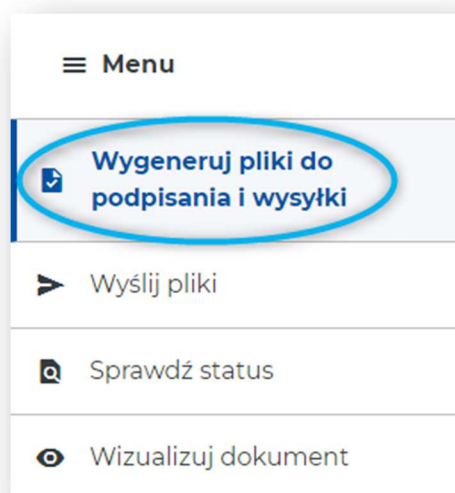 Menu
Wygeneruj pliki do
podpisania i wysyłki
Wyślij pliki
Sprawdź status
Wizualizuj dokument